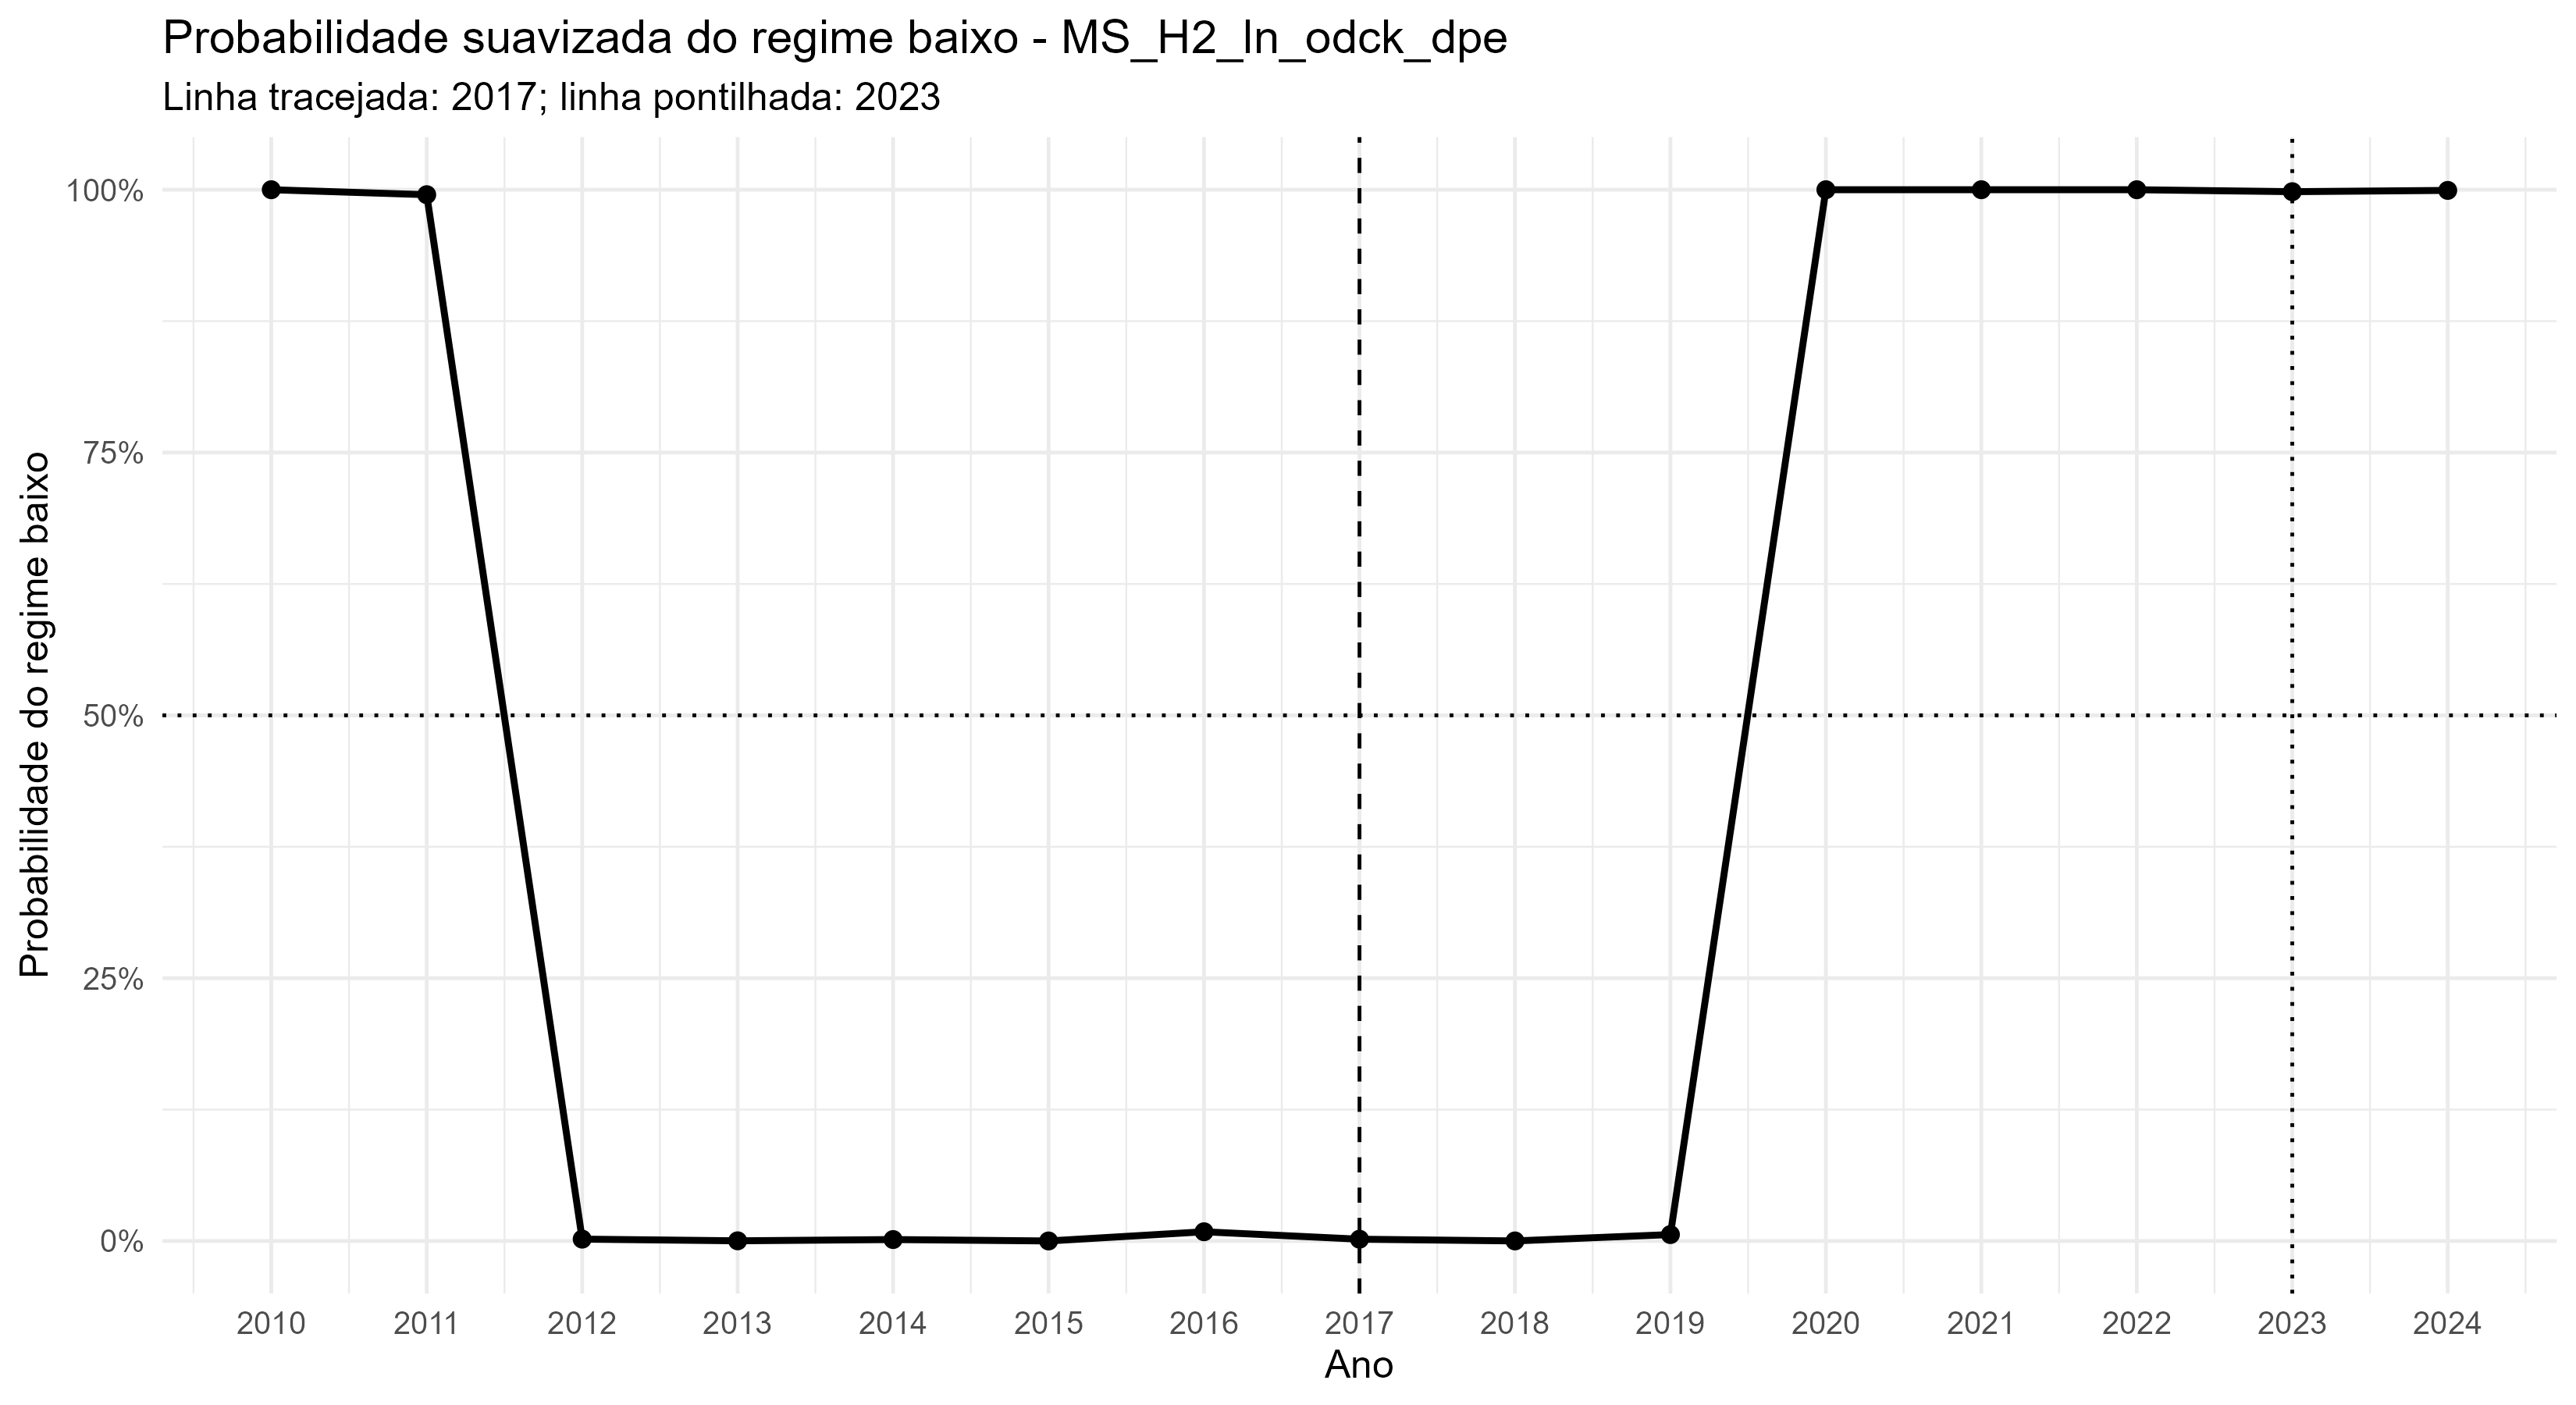 Probabilidade suavizada do regime baixo - MS_H2_ln_odck_dpe
Linha tracejada: 2017; linha pontilhada: 2023
Probabilidade do regime baixo
100%
75%
50%
25%
0%
2010 2011 2012 2013 2014 2015 2016 2017 2018 2019 2020 2021 2022 2023 2024
Ano